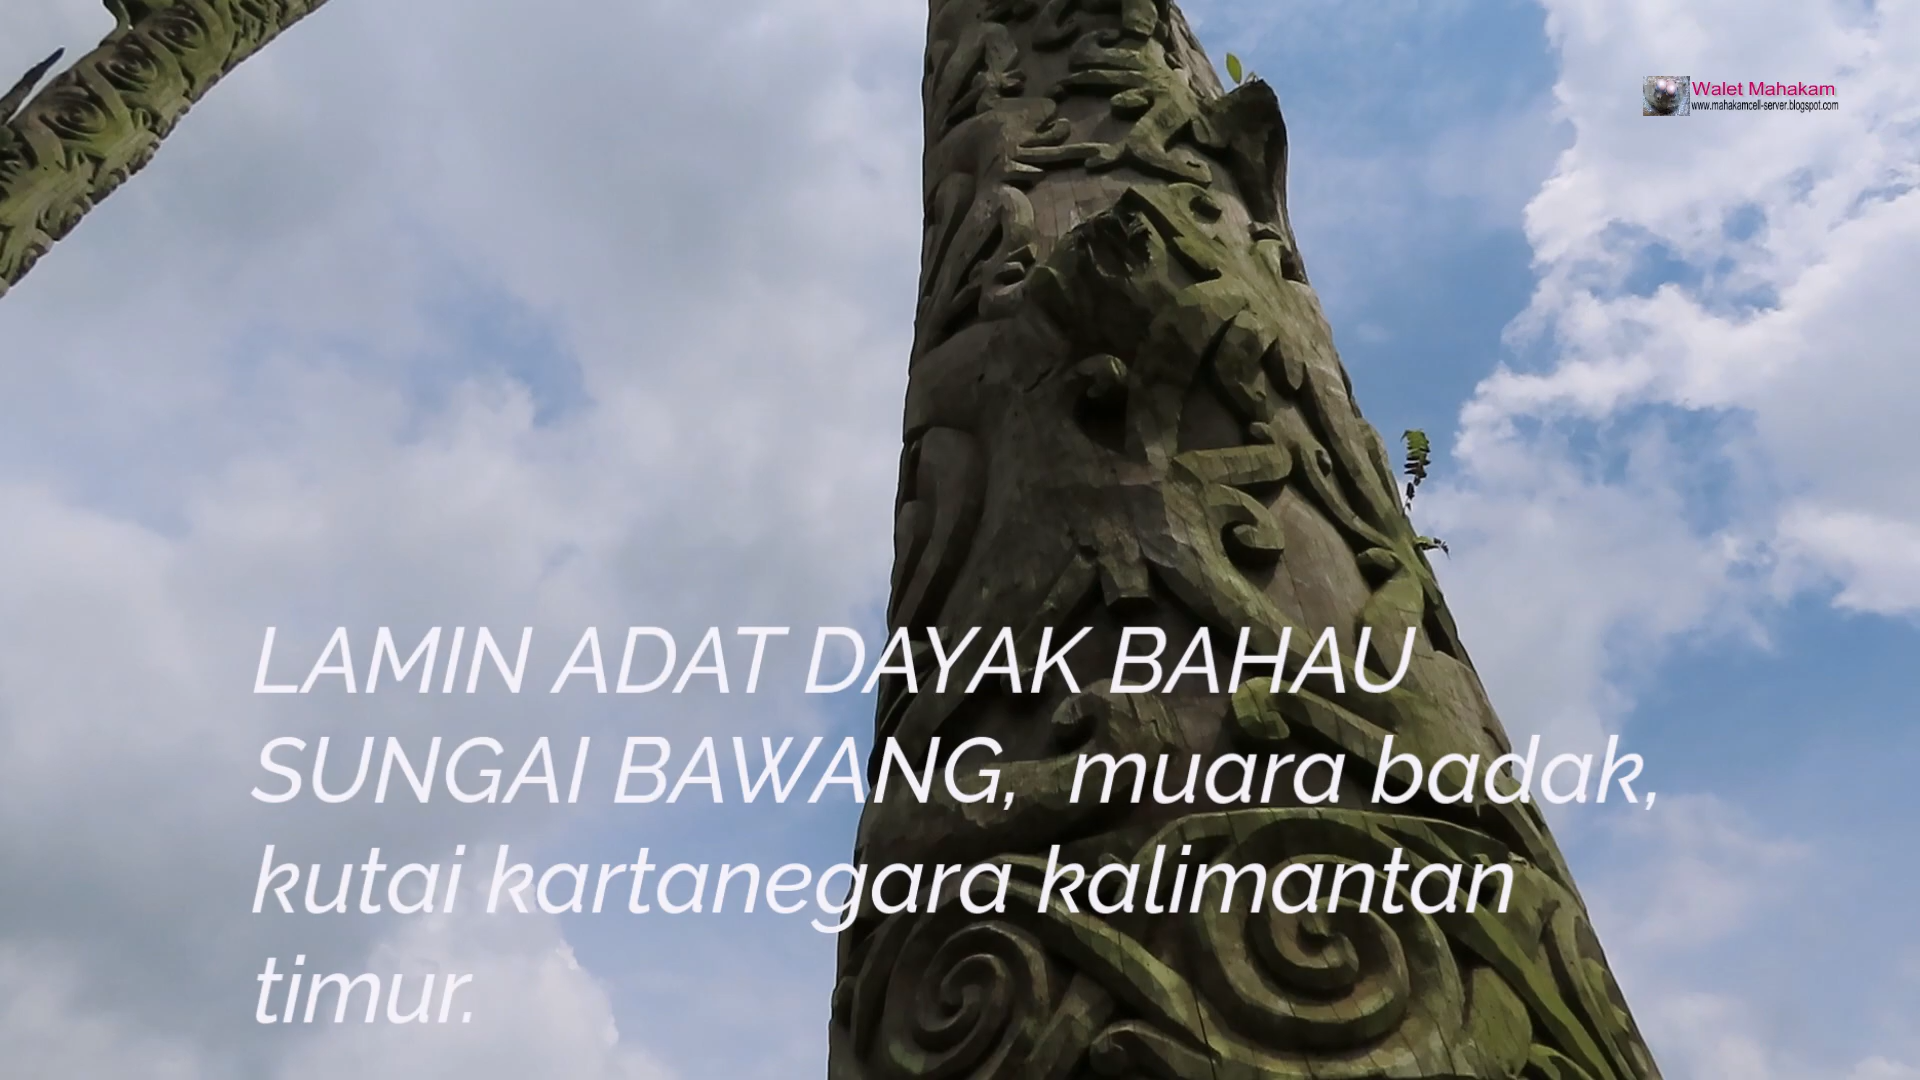 Walet Mahakam
www.mahakamcell-server.blogspot.com
LAMIN ADAT DAYAK BAHAU
SUNGAI BAWANG, muara badak,
kutai kartanegara kalimantan
timur.